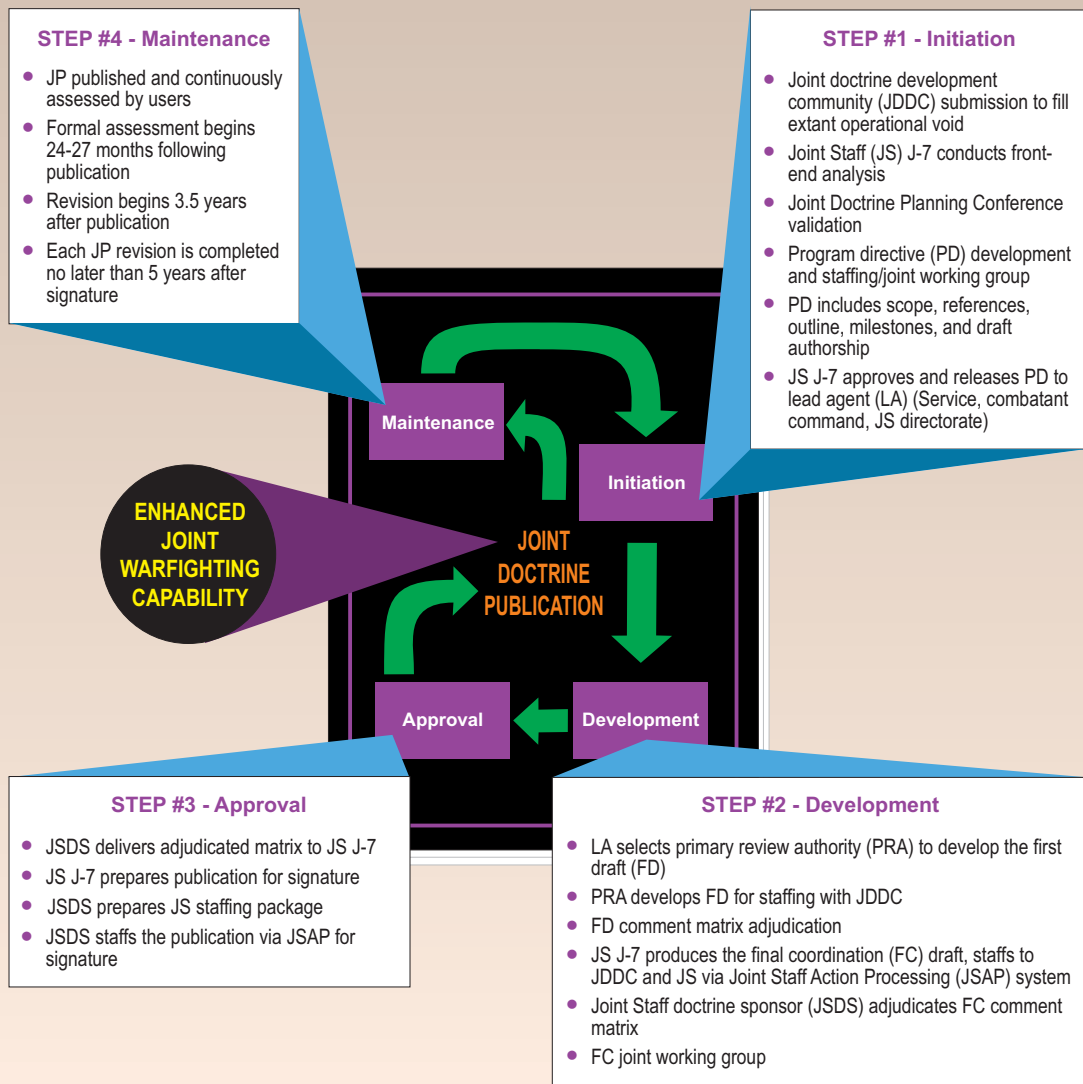 STEP #4 - Maintenance
• JP published and continuously
assessed by users
• Formal assessment begins
24-27 months following
publication
• Revision begins 3.5 years
after publication
• Each JP revision is completed
no later than 5 years after
signature
STEP #1 - Initiation
• Joint doctrine development
community (JDDC) submission to fill
extant operational void
• Joint Staff (JS) J-7 conducts front-
end analysis
• Joint Doctrine Planning Conference
validation
• Program directive (PD) development
and staffing/joint working group
• PD includes scope, references,
outline, milestones, and draft
authorship
• JS J-7 approves and releases PD to
lead agent (LA) (Service, combatant
command, JS directorate)
Maintenance
Initiation
ENHANCED
JOINT
WARFIGHTING
CAPABILITY
JOINT
DOCTRINE
PUBLICATION
Approval
Development
STEP #3 - Approval
• JSDS delivers adjudicated matrix to JS J-7
• JS J-7 prepares publication for signature
• JSDS prepares JS staffing package
• JSDS staffs the publication via JSAP for
signature
STEP #2 - Development
• LA selects primary review authority (PRA) to develop the first
draft (FD)
• PRA develops FD for staffing with JDDC
• FD comment matrix adjudication
• JS J-7 produces the final coordination (FC) draft, staffs to
JDDC and JS via Joint Staff Action Processing (JSAP) system
• Joint Staff doctrine sponsor (JSDS) adjudicates FC comment
matrix
• FC joint working group